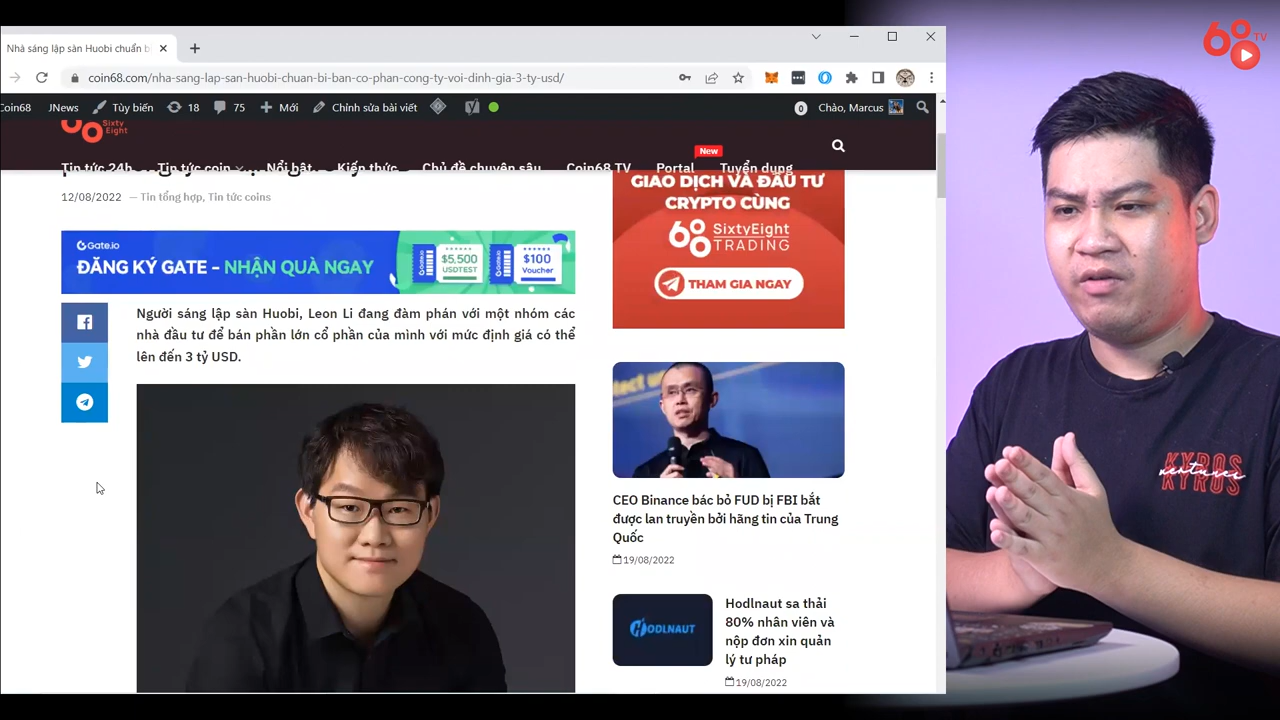 Nhà sáng lập sàn Huobi chuẩn b
coin68.com/nha-sang-lap-san-huobi-chuan-bi-ban-co-phan-cong-ty-voi-dinh-gia-3-ty-usd/
Coin68 JNews Tùy biến 18 75 Mới Chỉnh sửa bài viết 0 Chào, Marcus
68 Sixty Eight
New
Tin tức 24h Tin tức coin Nổi bật Kiến thức Chủ đề chuyên sâu Coin68 TV Portal Tuyển dụng
12/08/2022 — Tin tổng hợp, Tin tức coins
Gate.io
ĐĂNG KÝ GATE – NHẬN QUÀ NGAY
$5,500 USDTEST
$100 Voucher
Người sáng lập sàn Huobi, Leon Li đang đàm phán với một nhóm các
nhà đầu tư để bán phần lớn cổ phần của mình với mức định giá có thể
lên đến 3 tỷ USD.
GIAO DỊCH VÀ ĐẦU TƯ
CRYPTO CÙNG
68 SixtyEight
TRADING
THAM GIA NGAY
CEO Binance bác bỏ FUD bị FBI bắt
được lan truyền bởi hãng tin của Trung
Quốc
19/08/2022
HODLNAUT
Hodlnaut sa thải
80% nhân viên và
nộp đơn xin quản
lý tư pháp
19/08/2022
68 TV
KYROS
ventures
KYROS